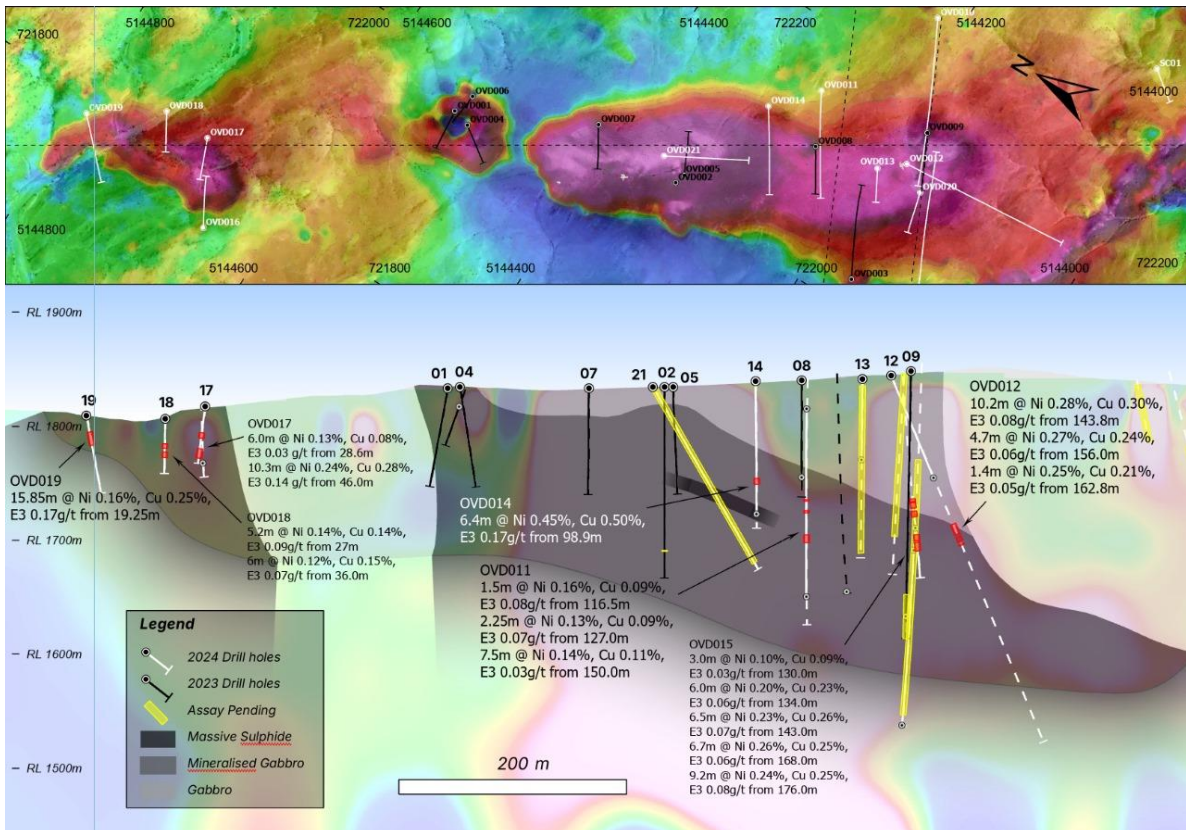 721800
5144800
722000
5144600
722000
5144200
OVD010
SC01
5144000
OVD019
OVD018
OVD017
OVD016
OVD006
OVD001
OVD004
OVD007
OVD021
OVD005
OVD002
OVD014
OVD011
OVD008
OVD013
OVD009
OVD012
OVD020
OVD003
N
5144800
5144600
721800
5144400
722000
5144000
722200
RL 1900m
RL 1800m
RL 1700m
RL 1600m
RL 1500m
19
18
17
01
04
07
21
02
05
14
08
13
12
09
OVD019
15.85m @ Ni 0.16%, Cu 0.25%,
E3 0.17g/t from 19.25m
OVD017
6.0m @ Ni 0.13%, Cu 0.08%,
E3 0.03 g/t from 28.6m
10.3m @ Ni 0.24%, Cu 0.28%,
E3 0.14 g/t from 46.0m
OVD018
5.2m @ Ni 0.14%, Cu 0.14%,
E3 0.09g/t from 27m
6m @ Ni 0.12%, Cu 0.15%,
E3 0.07g/t from 36.0m
OVD014
6.4m @ Ni 0.45%, Cu 0.50%,
E3 0.17g/t from 98.9m
OVD011
1.5m @ Ni 0.16%, Cu 0.09%,
E3 0.08g/t from 116.5m
2.25m @ Ni 0.13%, Cu 0.09%,
E3 0.07g/t from 127.0m
7.5m @ Ni 0.14%, Cu 0.11%,
E3 0.03g/t from 150.0m
OVD012
10.2m @ Ni 0.28%, Cu 0.30%,
E3 0.08g/t from 143.8m
4.7m @ Ni 0.27%, Cu 0.24%,
E3 0.06g/t from 156.0m
1.4m @ Ni 0.25%, Cu 0.21%,
E3 0.05g/t from 162.8m
OVD015
3.0m @ Ni 0.10%, Cu 0.09%,
E3 0.03g/t from 130.0m
6.0m @ Ni 0.20%, Cu 0.23%,
E3 0.06g/t from 134.0m
6.5m @ Ni 0.23%, Cu 0.26%,
E3 0.07g/t from 143.0m
6.7m @ Ni 0.26%, Cu 0.25%,
E3 0.06g/t from 168.0m
9.2m @ Ni 0.24%, Cu 0.25%,
E3 0.08g/t from 176.0m
Legend
2024 Drill holes
2023 Drill holes
Assay Pending
Massive Sulphide
Mineralised Gabbro
Gabbro
200 m